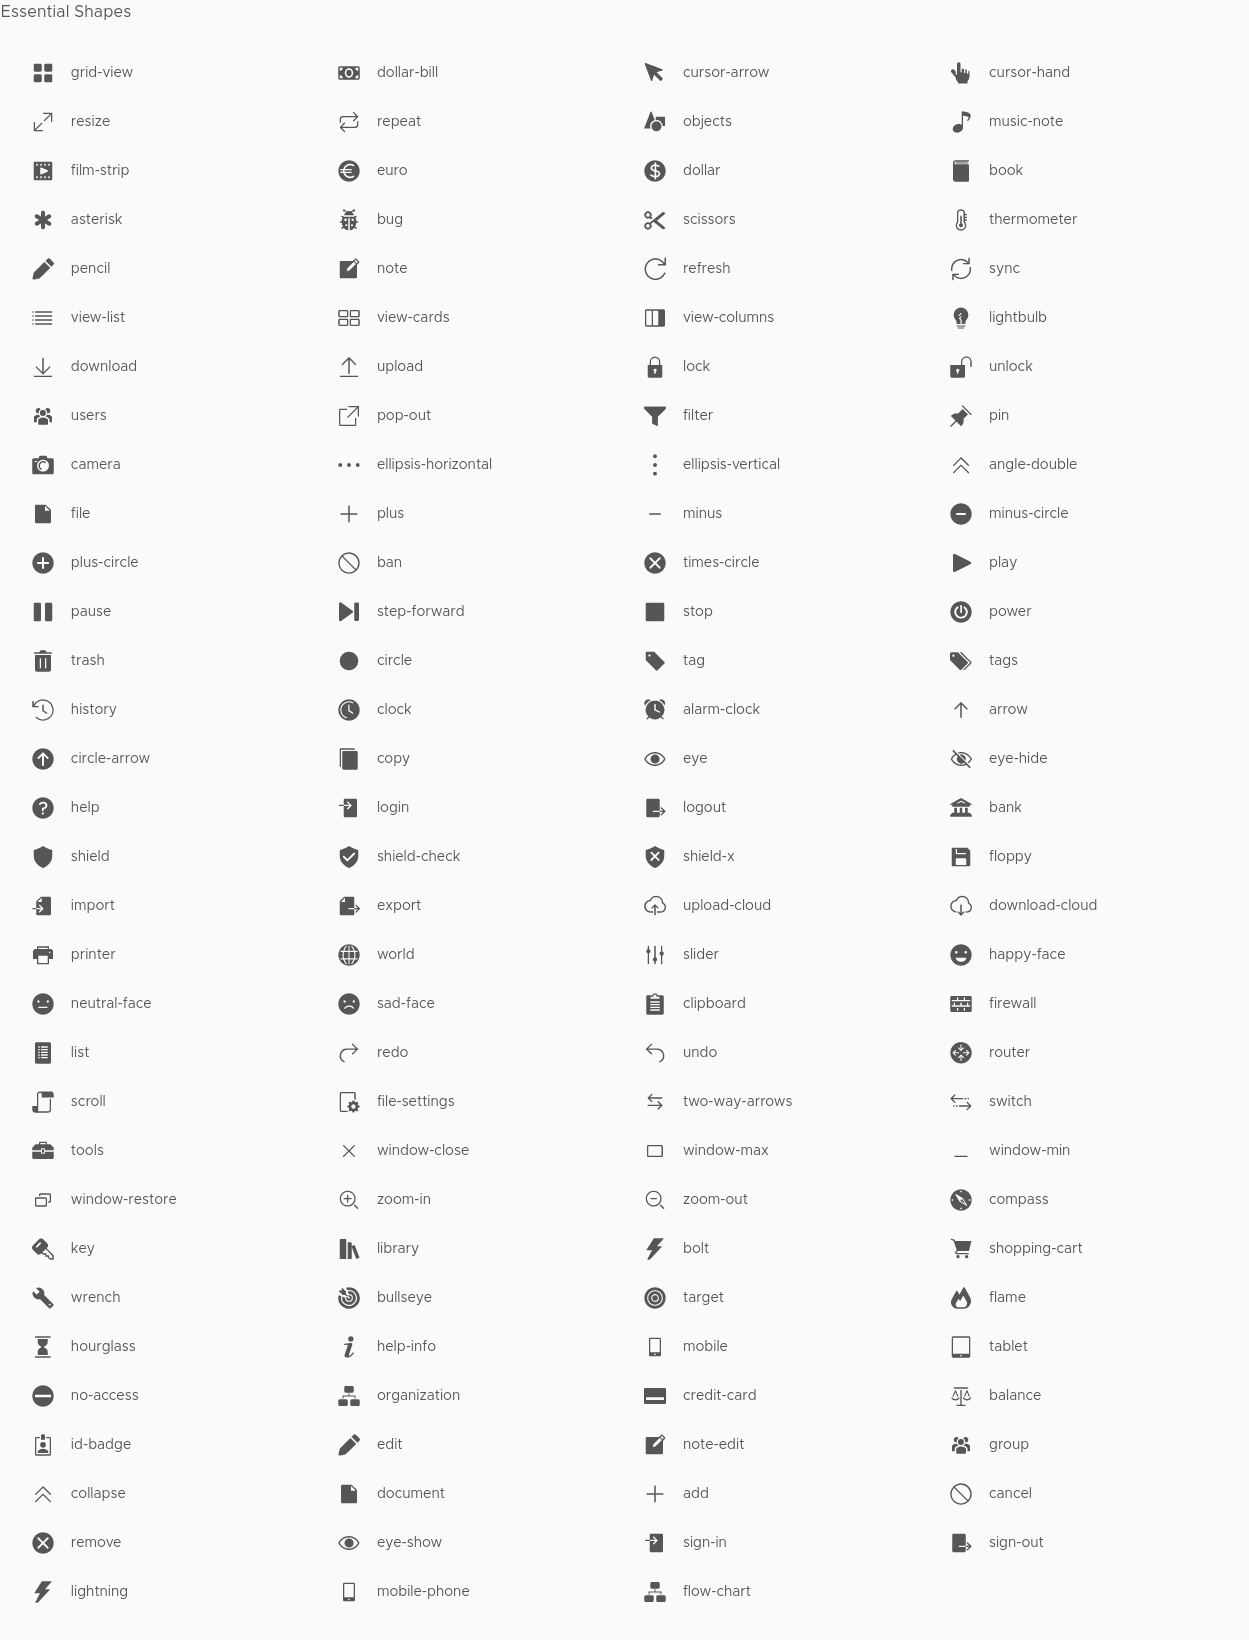 Essential Shapes
grid-view dollar-bill cursor-arrow cursor-hand
resize repeat objects music-note
film-strip euro dollar book
asterisk bug scissors thermometer
pencil note refresh sync
view-list view-cards view-columns lightbulb
download upload lock unlock
users pop-out filter pin
camera ellipsis-horizontal ellipsis-vertical angle-double
file plus minus minus-circle
plus-circle ban times-circle play
pause step-forward stop power
trash circle tag tags
history clock alarm-clock arrow
circle-arrow copy eye eye-hide
help login logout bank
shield shield-check shield-x floppy
import export upload-cloud download-cloud
printer world slider happy-face
neutral-face sad-face clipboard firewall
list redo undo router
scroll file-settings two-way-arrows switch
tools window-close window-max window-min
window-restore zoom-in zoom-out compass
key library bolt shopping-cart
wrench bullseye target flame
hourglass help-info mobile tablet
no-access organization credit-card balance
id-badge edit note-edit group
collapse document add cancel
remove eye-show sign-in sign-out
lightning mobile-phone flow-chart